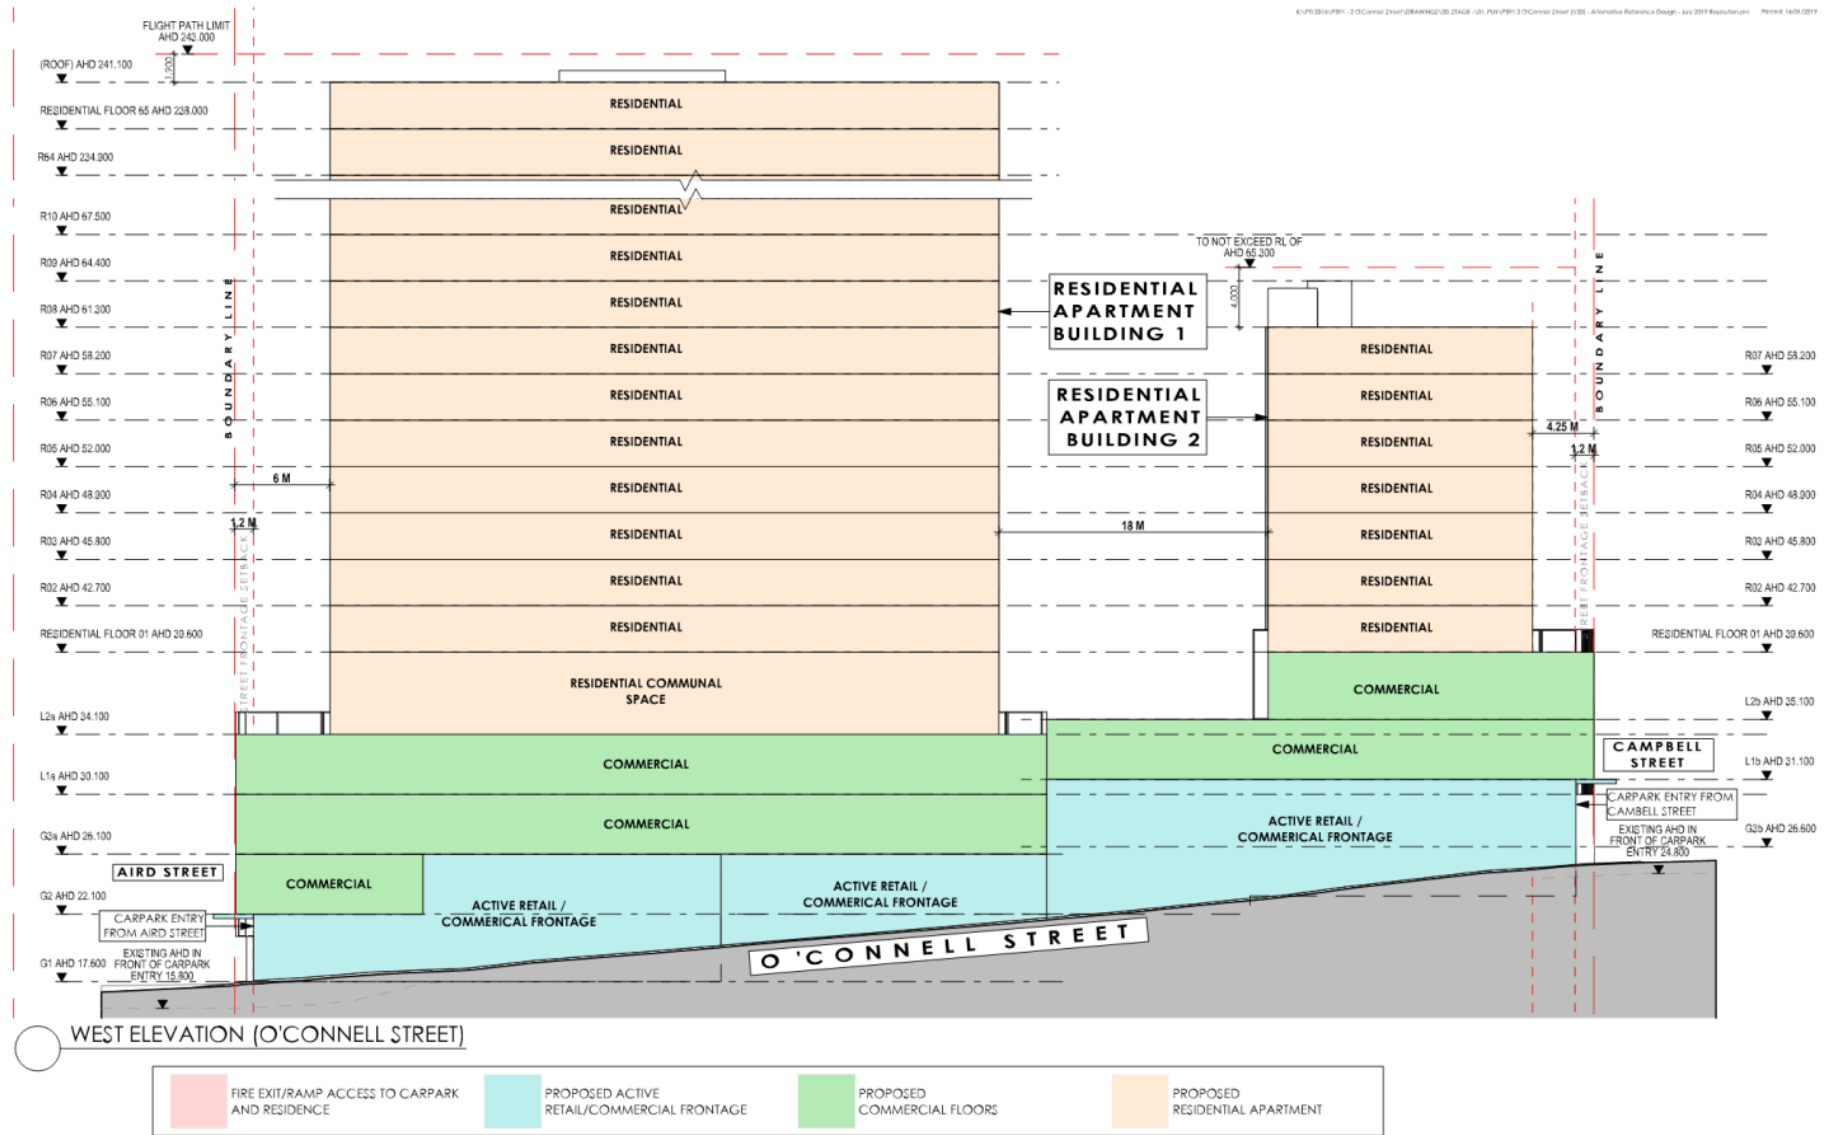 FLIGHT PATH LIMIT
AHD 243.000
1,900
(ROOF) AHD 241.100
RESIDENTIAL FLOOR 65 AHD 238.000
R64 AHD 234.900
R10 AHD 67.500
R09 AHD 64.400
R08 AHD 61.300
R07 AHD 58.200
R06 AHD 55.100
R05 AHD 52.000
R04 AHD 48.900
R03 AHD 45.800
R02 AHD 42.700
RESIDENTIAL FLOOR 01 AHD 39.600
L2a AHD 34.100
L1a AHD 30.100
G3a AHD 26.100
G2 AHD 22.100
G1 AHD 17.600
BOUNDARY LINE
6 M
1.2 M
STREET FRONTAGE SETBACK
AIRD STREET
CARPARK ENTRY
FROM AIRD STREET
EXISTING AHD IN
FRONT OF CARPARK
ENTRY 15.800
RESIDENTIAL
RESIDENTIAL
RESIDENTIAL
RESIDENTIAL
RESIDENTIAL
RESIDENTIAL
RESIDENTIAL
RESIDENTIAL
RESIDENTIAL
RESIDENTIAL
RESIDENTIAL
RESIDENTIAL
RESIDENTIAL COMMUNAL
SPACE
COMMERCIAL
COMMERCIAL
COMMERCIAL
ACTIVE RETAIL /
COMMERICAL FRONTAGE
ACTIVE RETAIL /
COMMERICAL FRONTAGE
RESIDENTIAL
APARTMENT
BUILDING 1
RESIDENTIAL
APARTMENT
BUILDING 2
18 M
TO NOT EXCEED RL OF
AHD 65.300
4,000
RESIDENTIAL
RESIDENTIAL
RESIDENTIAL
RESIDENTIAL
RESIDENTIAL
RESIDENTIAL
RESIDENTIAL
COMMERCIAL
COMMERCIAL
ACTIVE RETAIL /
COMMERICAL FRONTAGE
O'CONNELL STREET
BOUNDARY LINE
4.25 M
1.2 M
STREET FRONTAGE SETBACK
R07 AHD 58.200
R06 AHD 55.100
R05 AHD 52.000
R04 AHD 48.900
R03 AHD 45.800
R02 AHD 42.700
RESIDENTIAL FLOOR 01 AHD 39.600
L2b AHD 35.100
CAMPBELL
STREET
L1b AHD 31.100
CARPARK ENTRY FROM
CAMBELL STREET
EXISTING AHD IN
FRONT OF CARPARK
ENTRY 24.800
G3b AHD 26.600
WEST ELEVATION (O'CONNELL STREET)
FIRE EXIT/RAMP ACCESS TO CARPARK
AND RESIDENCE
PROPOSED ACTIVE
RETAIL/COMMERCIAL FRONTAGE
PROPOSED
COMMERCIAL FLOORS
PROPOSED
RESIDENTIAL APARTMENT